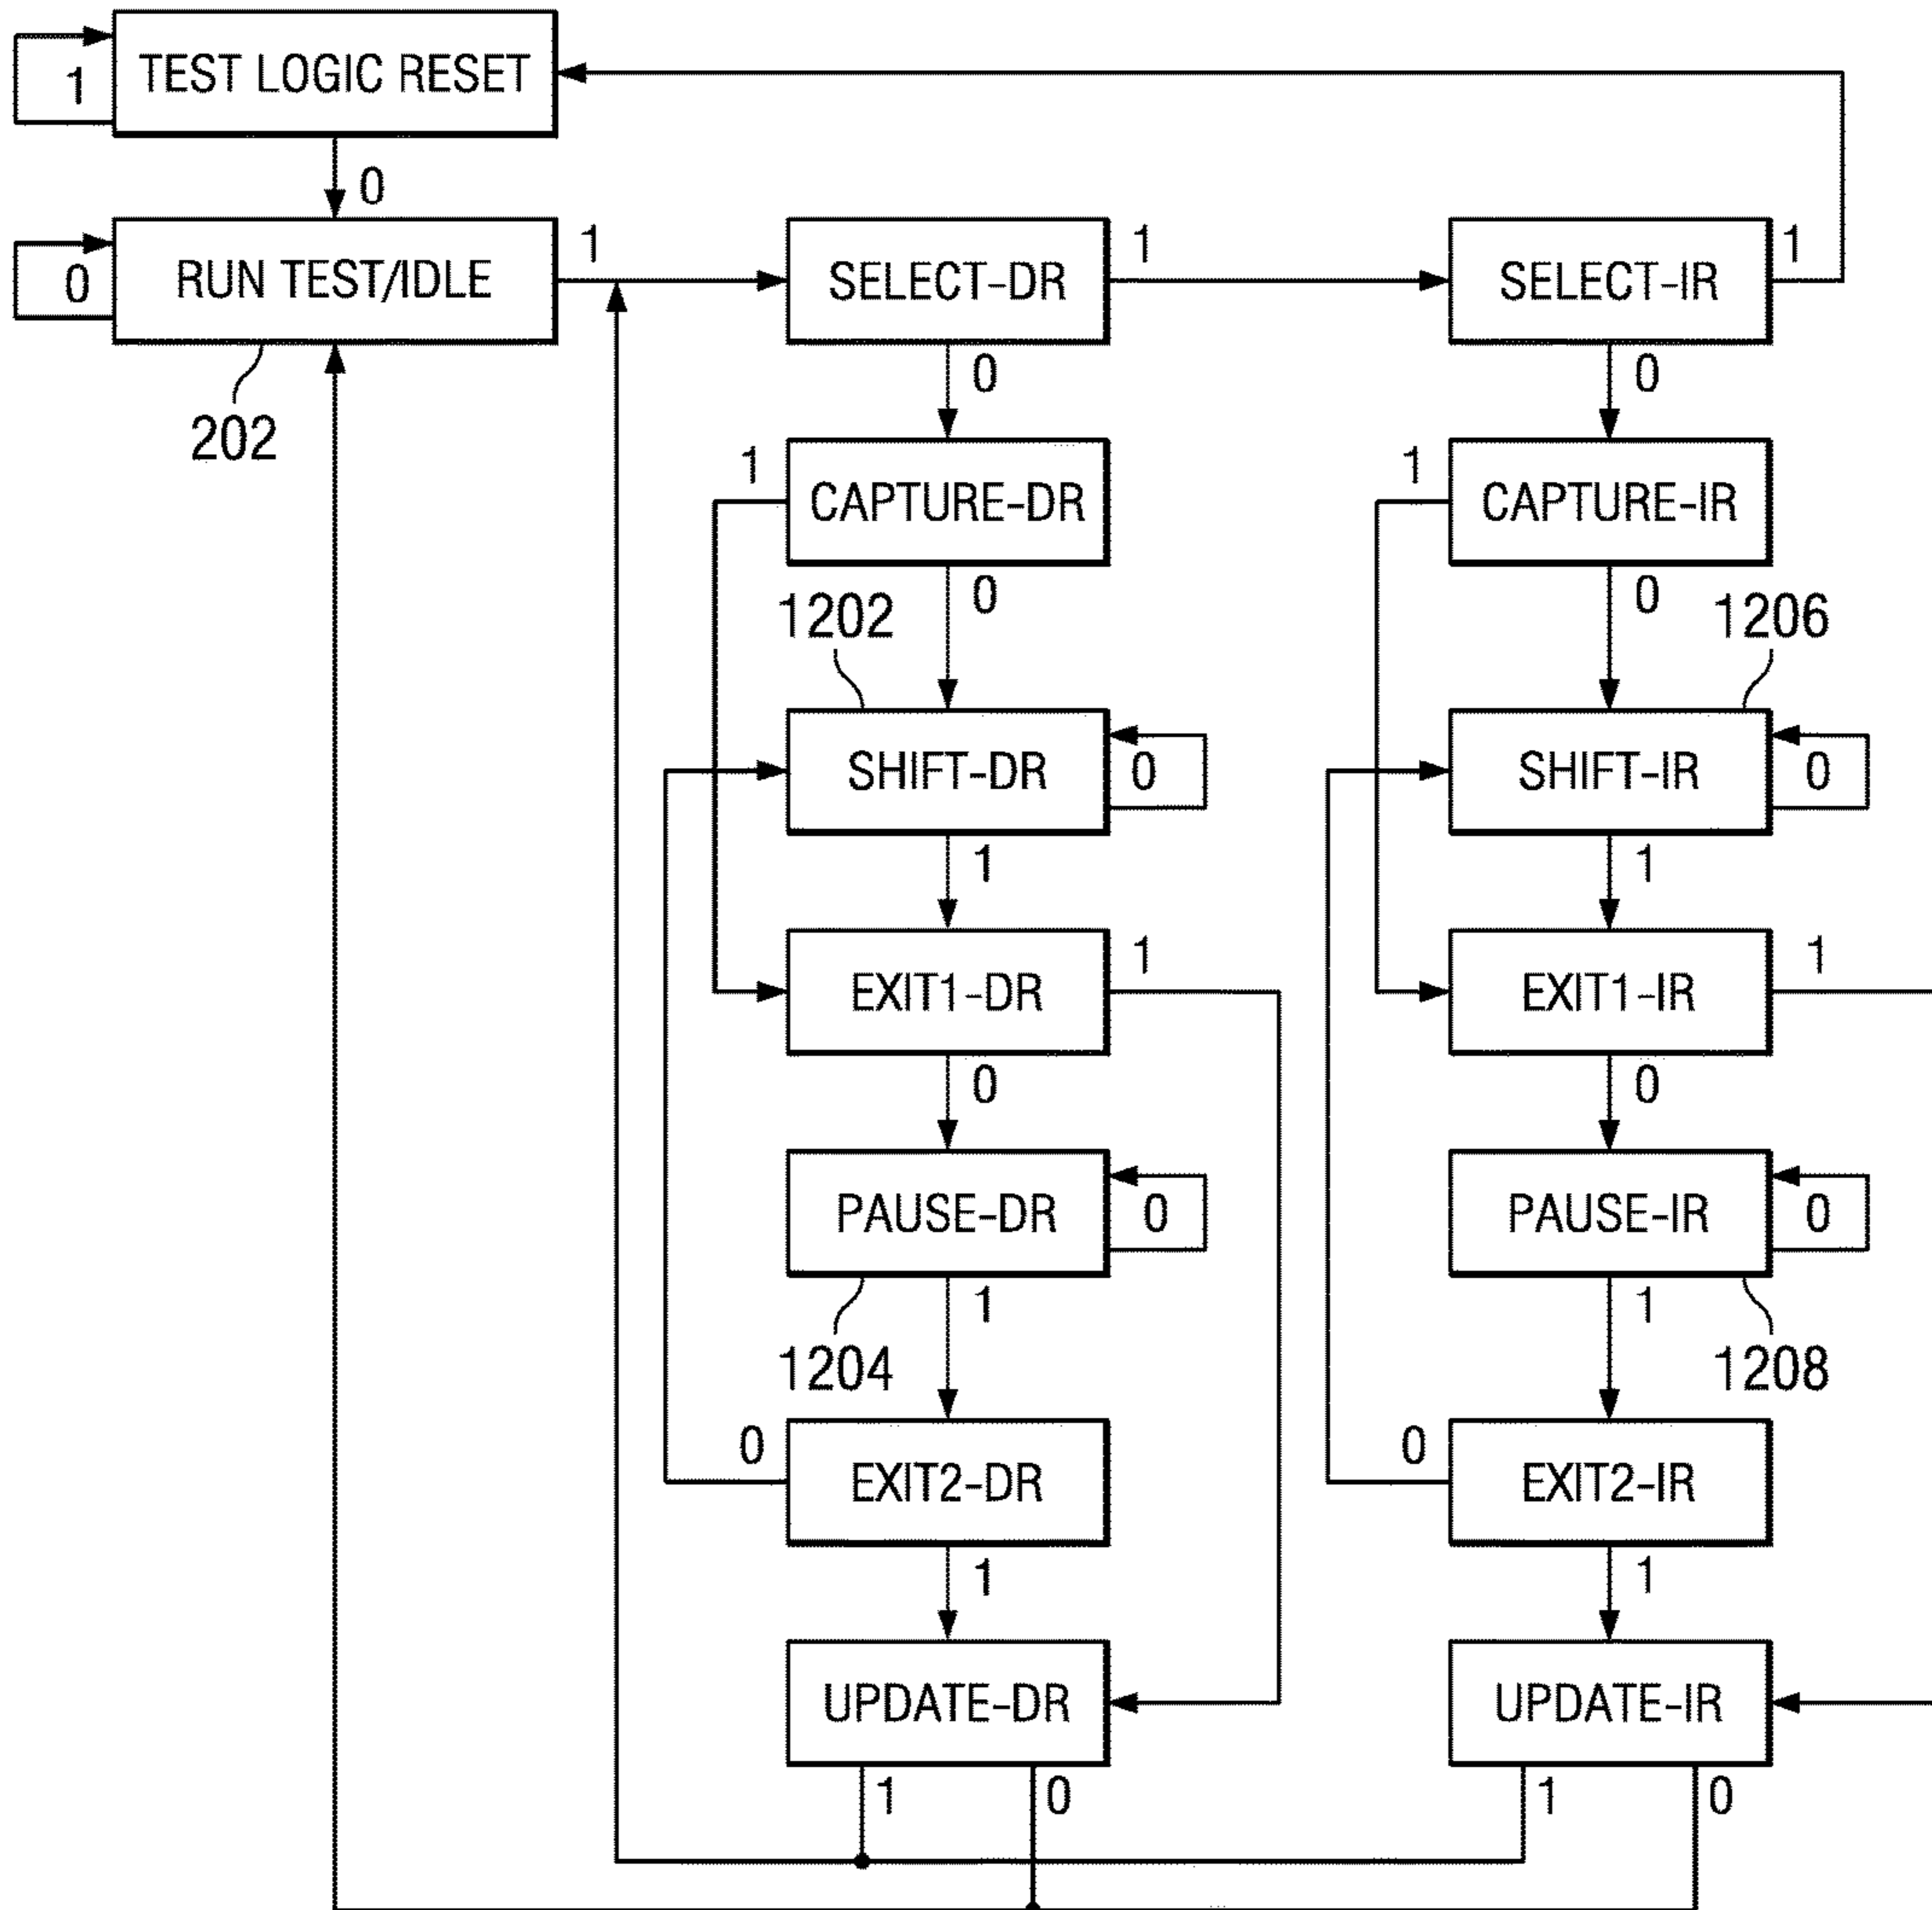 TEST LOGIC RESET
1
0
RUN TEST/IDLE
0
1
SELECT-DR
1
SELECT-IR
1
202
0
0
1
CAPTURE-DR
1
CAPTURE-IR
0
0
1202
1206
SHIFT-DR
0
SHIFT-IR
0
1
1
EXIT1-DR
1
EXIT1-IR
1
0
0
PAUSE-DR
0
PAUSE-IR
0
1
1
1204
1208
0
EXIT2-DR
0
EXIT2-IR
1
1
UPDATE-DR
UPDATE-IR
1
0
1
0